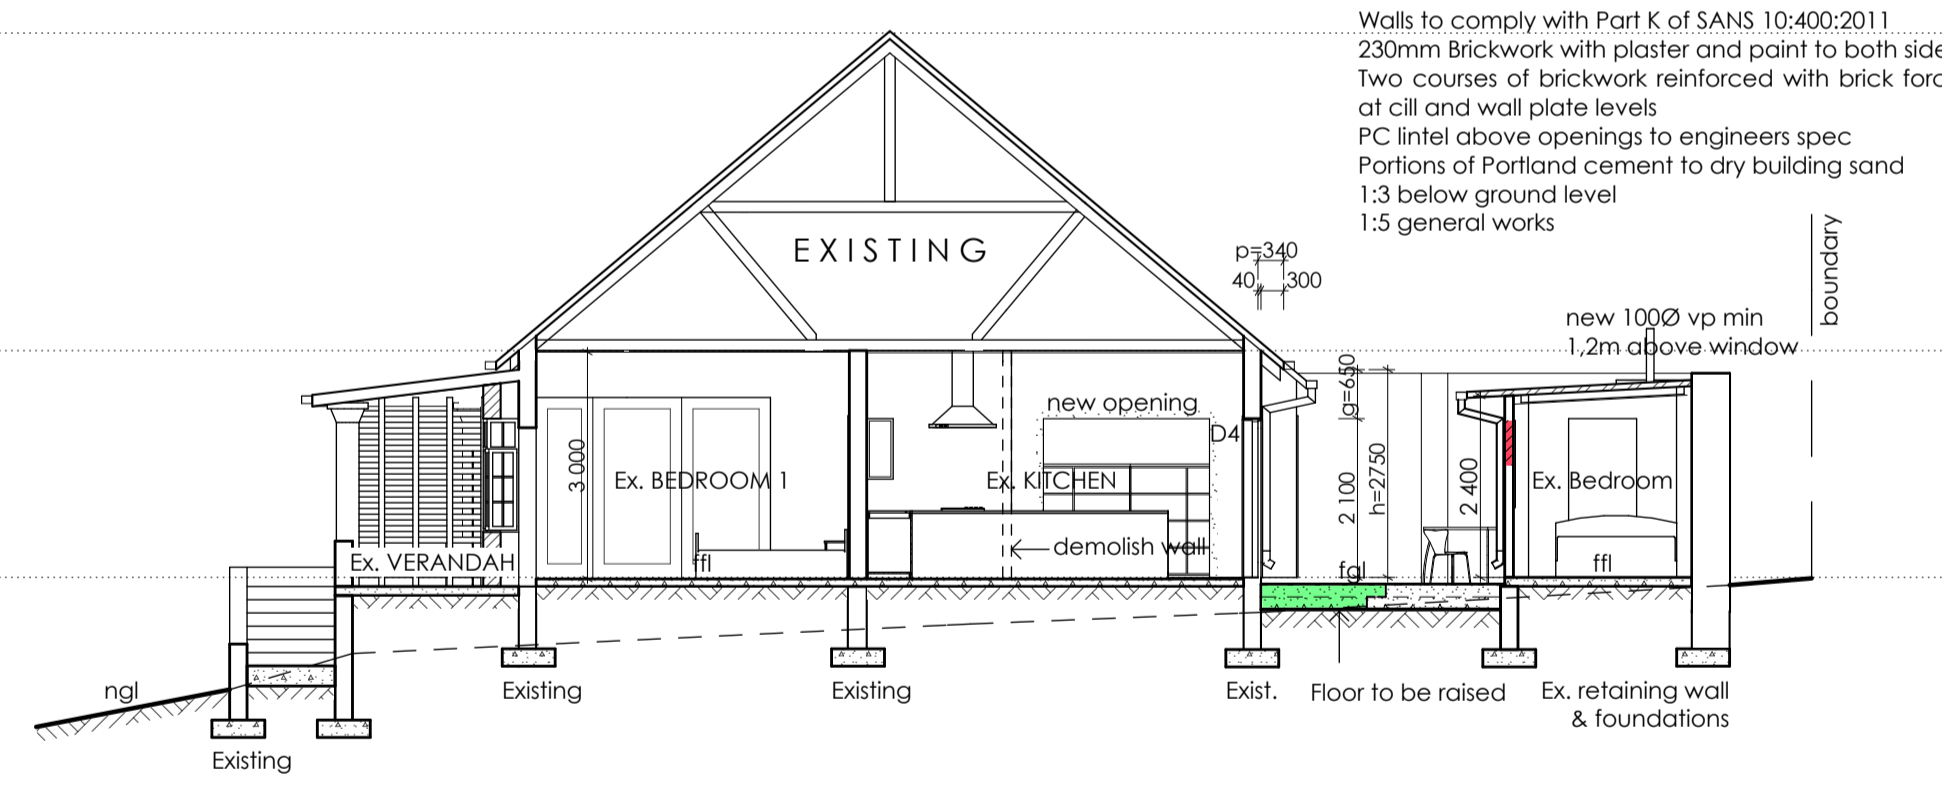 Walls to comply with Part K of SANS 10:400:2011
230mm Brickwork with plaster and paint to both side
Two courses of brickwork reinforced with brick forc
at cill and wall plate levels
PC lintel above openings to engineers spec
Portions of Portland cement to dry building sand
1:3 below ground level
1:5 general works
boundary
EXISTING
p=340
40 300
new 100Ø vp min
1,2m above window
g=650
new opening
D4
3 000
Ex. BEDROOM 1
Ex. KITCHEN
2 100
h=2750
2 400
Ex. Bedroom
Ex. VERANDAH
ffl
demolish wall
fgl
ffl
ngl
Existing
Existing
Exist.
Floor to be raised
Ex. retaining wall
& foundations
Existing